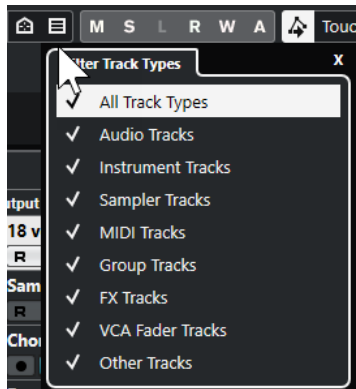 M S L R W A Touc
lter Track Types X
All Track Types
Audio Tracks
Instrument Tracks
Sampler Tracks
MIDI Tracks
Group Tracks
FX Tracks
VCA Fader Tracks
Other Tracks
tput
18 v
R
Sam
R
Chor